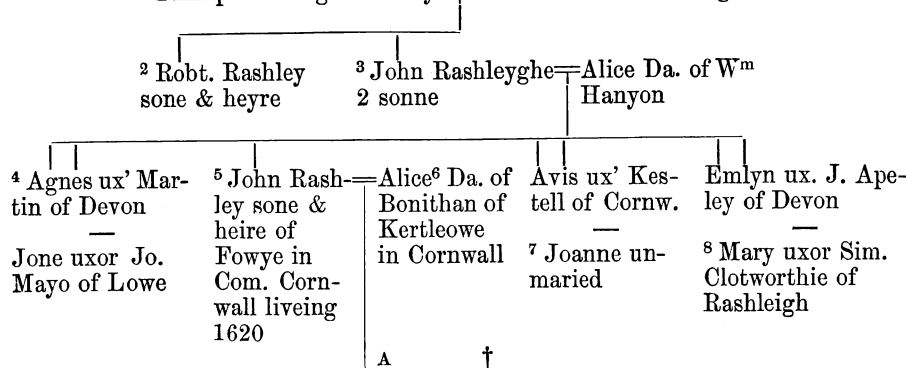 ² Robt. Rashley
sone & heyre
³ John Rashleyghe
2 sonne
Alice Da. of Wᵐ
Hanyon
⁴ Agnes ux' Mar-
tin of Devon
—
Jone uxor Jo.
Mayo of Lowe
⁵ John Rash-
ley sone &
heire of
Fowye in
Com. Corn-
wall liveing
1620
Alice⁶ Da. of
Bonithan of
Kertleowe
in Cornwall
Avis ux' Kes-
tell of Cornw.
—
⁷ Joanne un-
maried
Emlyn ux. J. Ape-
ley of Devon
—
⁸ Mary uxor Sim.
Clotworthie of
Rashleigh
A †